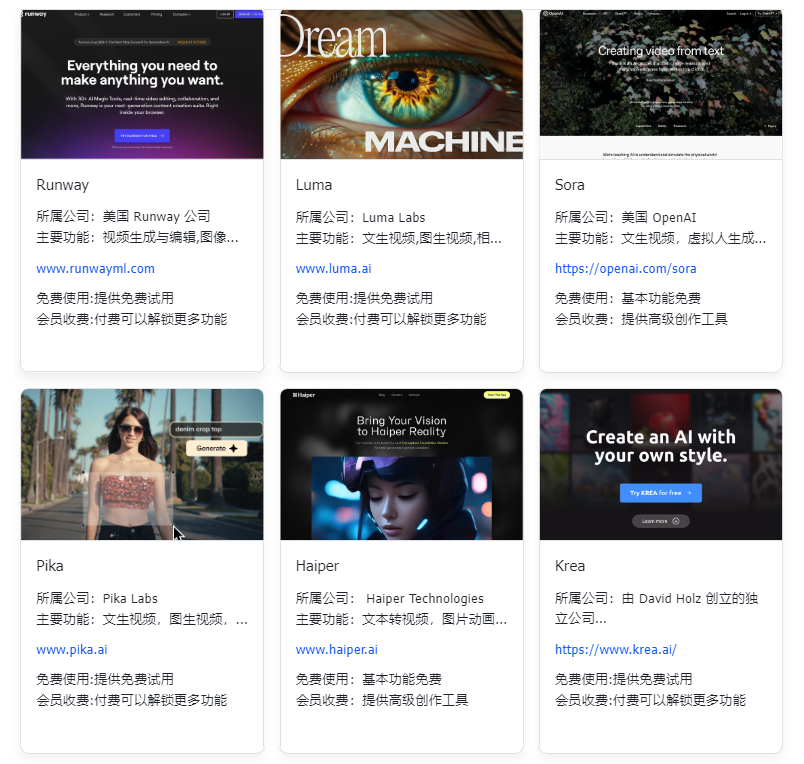 runway
Product
Research
Customers
Pricing
Company
LOG IN
Everything you need to
make anything you want.
With 30+ AI Magic Tools, real-time video editing, collaboration, and
more, Runway is your next-generation content creation suite. Right
inside your browser.
TRY RUNWAY FOR FREE
Runway
所属公司：美国 Runway 公司
主要功能：视频生成与编辑,图像...
www.runwayml.com
免费使用:提供免费试用
会员收费:付费可以解锁更多功能
Dream
MACHINE
Luma
所属公司：Luma Labs
主要功能：文生视频,图生视频,相...
www.luma.ai
免费使用:提供免费试用
会员收费:付费可以解锁更多功能
OpenAI
Creating video from text
We're teaching AI to understand and simulate the physical world
Sora
所属公司：美国 OpenAI
主要功能：文生视频，虚拟人生成...
https://openai.com/sora
免费使用：基本功能免费
会员收费：提供高级创作工具
denim crop top
Generate
Pika
所属公司：Pika Labs
主要功能：文生视频，图生视频，...
www.pika.ai
免费使用:提供免费试用
会员收费:付费可以解锁更多功能
Haiper
Bring Your Vision
to Haiper Reality
Haiper
所属公司： Haiper Technologies
主要功能：文本转视频，图片动画...
www.haiper.ai
免费使用：基本功能免费
会员收费：提供高级创作工具
Create an AI with
your own style.
Try KREA for free
Learn more
Krea
所属公司：由 David Holz 创立的独
立公司...
https://www.krea.ai/
免费使用:提供免费试用
会员收费:付费可以解锁更多功能